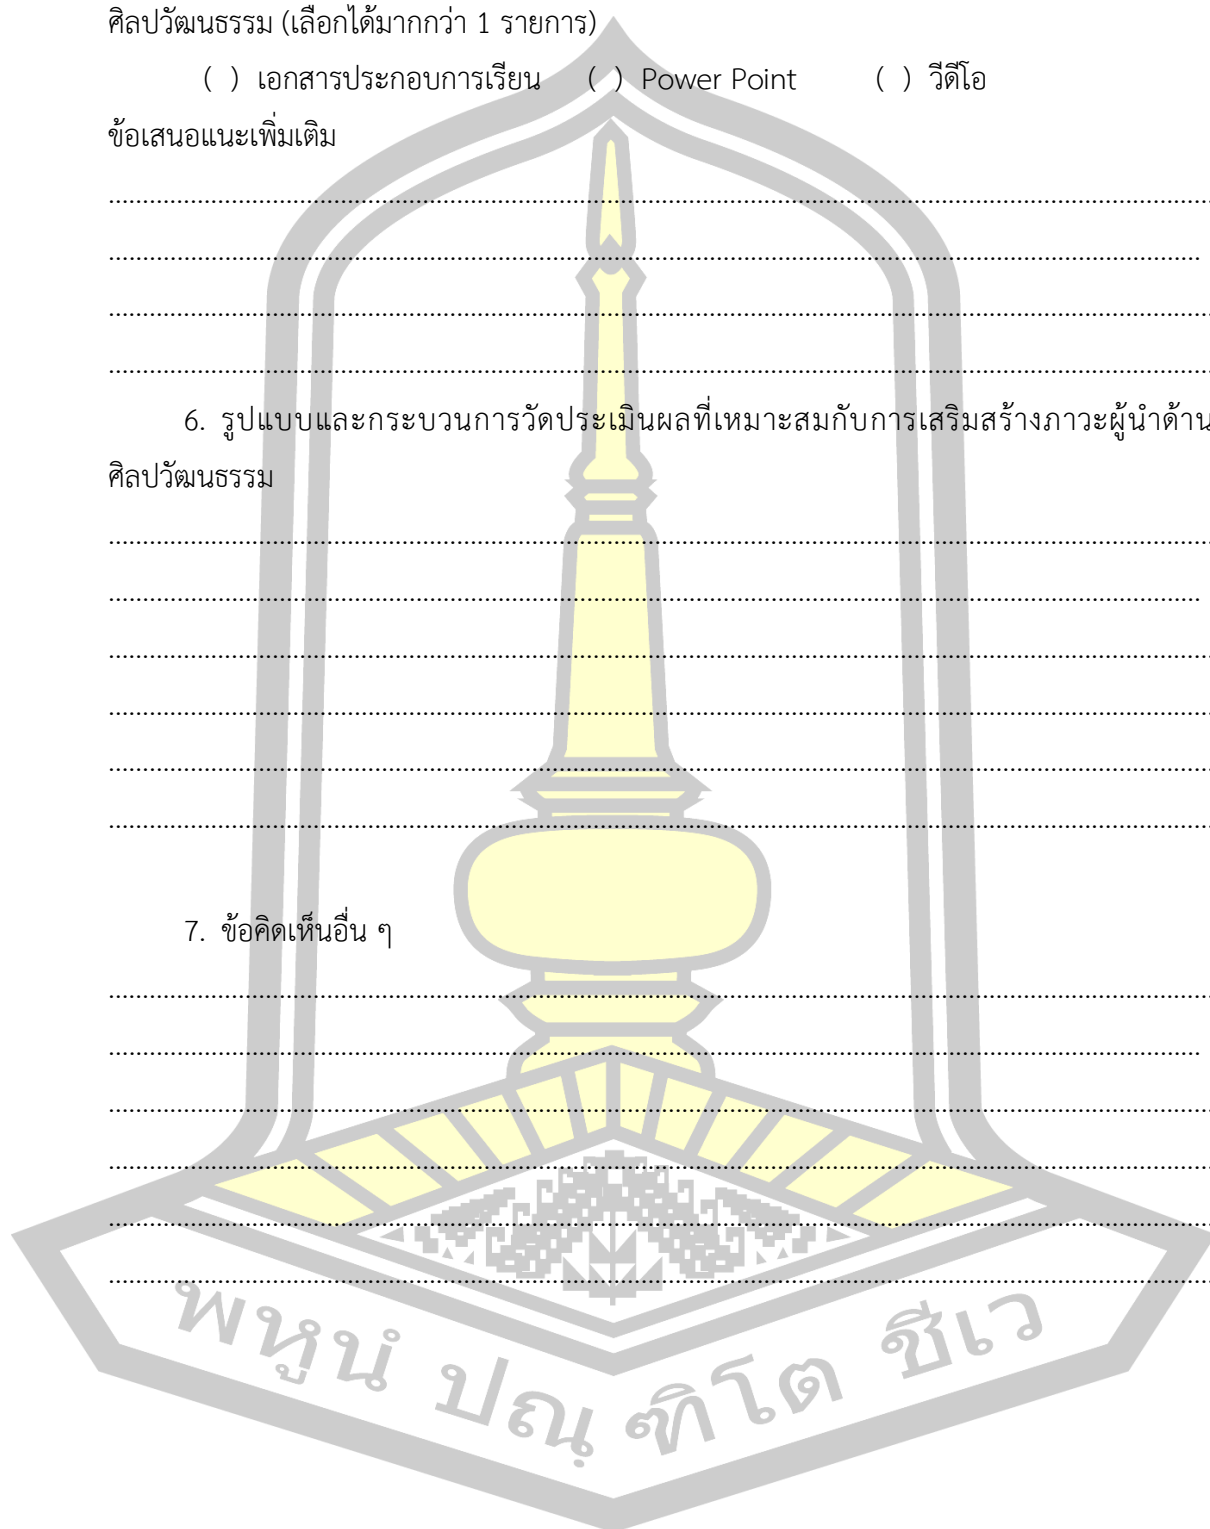 ศิลปวัฒนธรรม (เลือกได้มากกว่า 1 รายการ)
( ) เอกสารประกอบการเรียน ( ) Power Point ( ) วีดีโอ
ข้อเสนอแนะเพิ่มเติม
................................................................................
................................................................................
................................................................................
................................................................................
6. รูปแบบและกระบวนการวัดประเมินผลที่เหมาะสมกับการเสริมสร้างภาวะผู้นำด้าน
ศิลปวัฒนธรรม
................................................................................
................................................................................
................................................................................
................................................................................
................................................................................
................................................................................
7. ข้อคิดเห็นอื่น ๆ
................................................................................
................................................................................
................................................................................
................................................................................
................................................................................
................................................................................
พหูนํ ปณฺฑิโต ชีเว